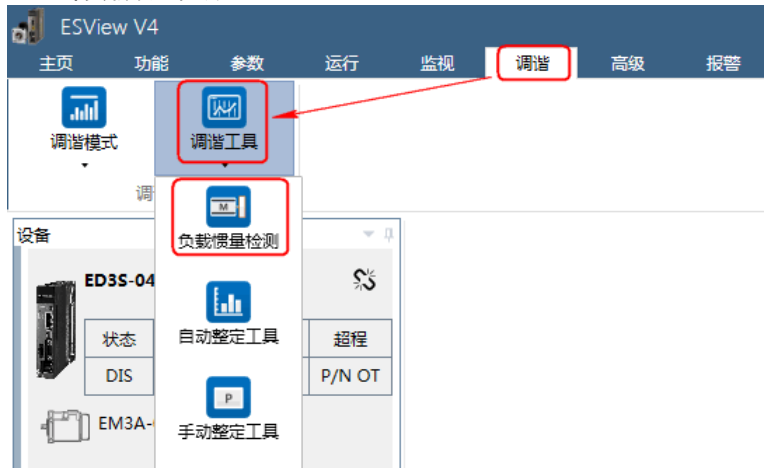 ESView V4
主页 功能 参数 运行 监视 调谐 高级 报警
调谐模式 调谐工具
调
M
负载惯量检测
设备
ED3S-04
自动整定工具
状态 超程
DIS P/N OT
P
EM3A-
手动整定工具